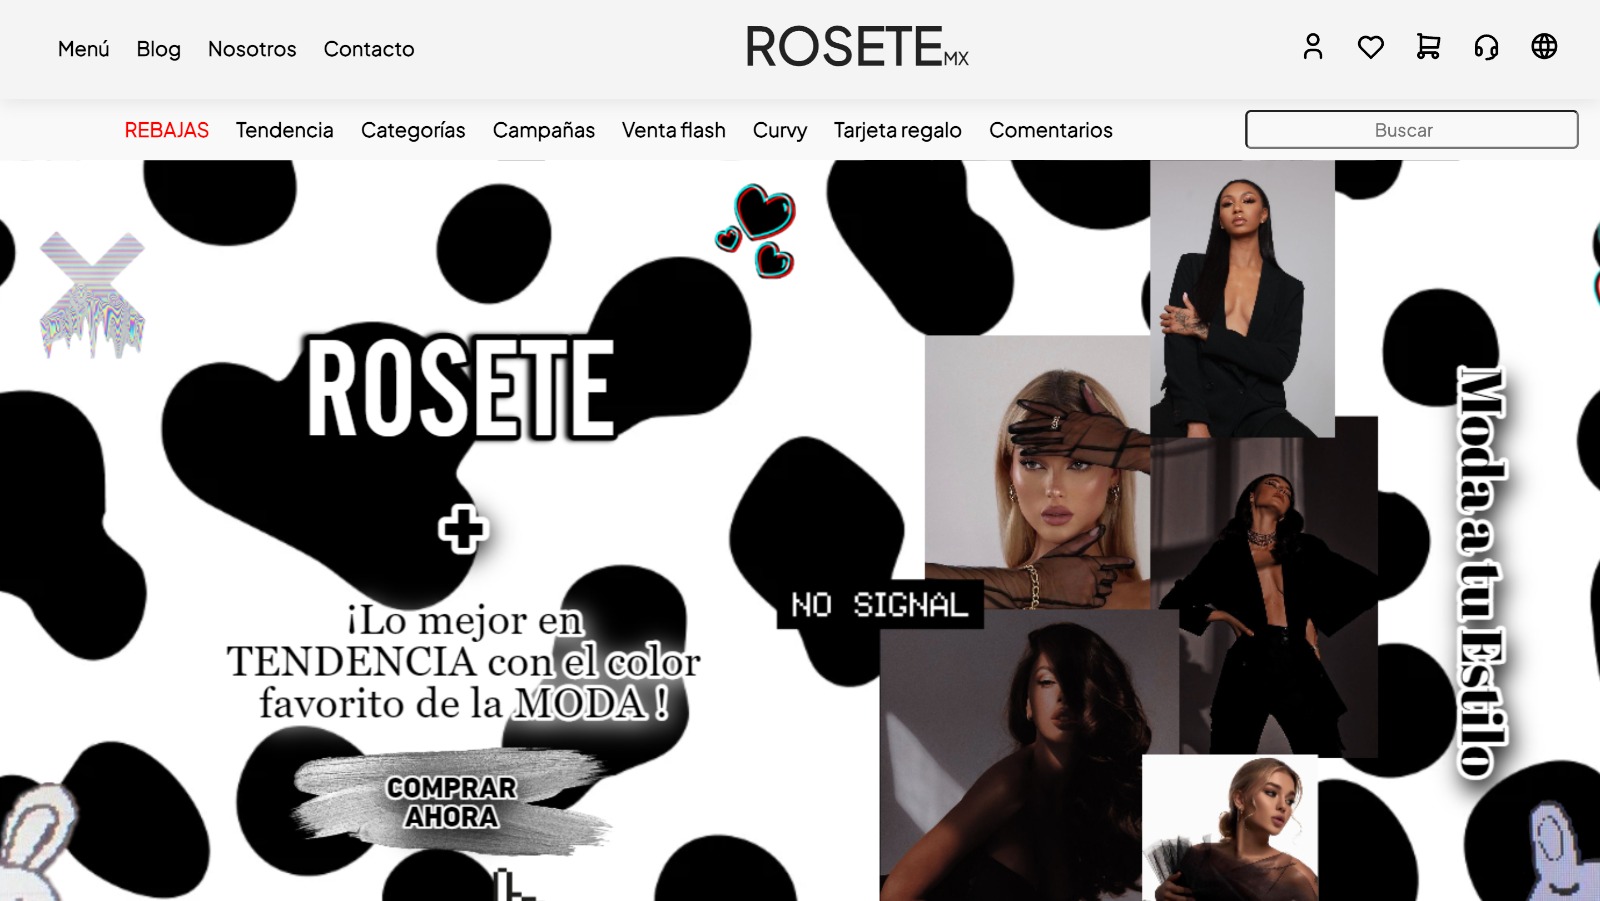 Menú Blog Nosotros Contacto
ROSETEMX
REBAJAS Tendencia Categorías Campañas Venta flash Curvy Tarjeta regalo Comentarios
Buscar
ROSETE
+
¡Lo mejor en
TENDENCIA con el color
favorito de la MODA !
COMPRAR
AHORA
NO SIGNAL
Moda a tu Estilo